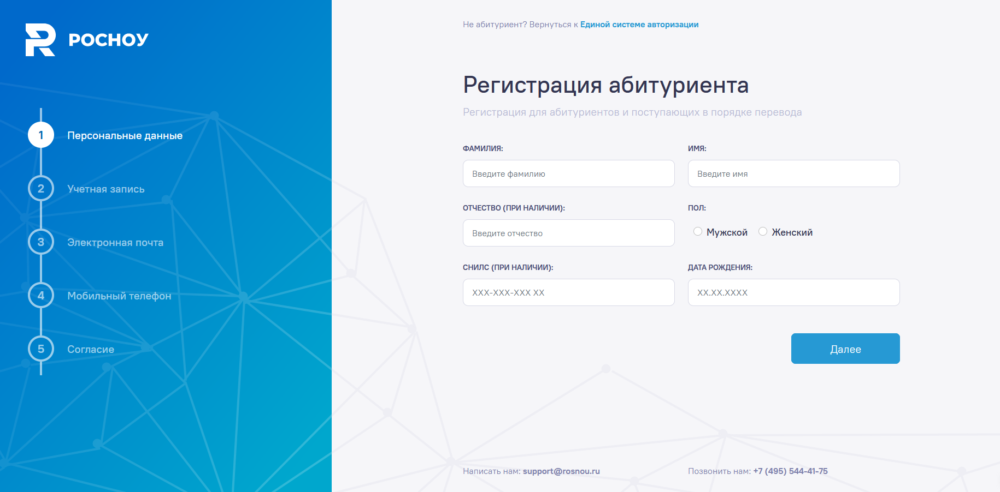 РОСНОУ
1 Персональные данные
2 Учетная запись
3 Электронная почта
4 Мобильный телефон
5 Согласие
Не абитуриент? Вернуться к Единой системе авторизации
Регистрация абитуриента
Регистрация для абитуриентов и поступающих в порядке перевода
ФАМИЛИЯ:
Введите фамилию
ИМЯ:
Введите имя
ОТЧЕСТВО (ПРИ НАЛИЧИИ):
Введите отчество
ПОЛ:
Мужской Женский
СНИЛС (ПРИ НАЛИЧИИ):
XXX-XXX-XXX XX
ДАТА РОЖДЕНИЯ:
XX.XX.XXXX
Далее
Написать нам: support@rosnou.ru
Позвонить нам: +7 (495) 544-41-75